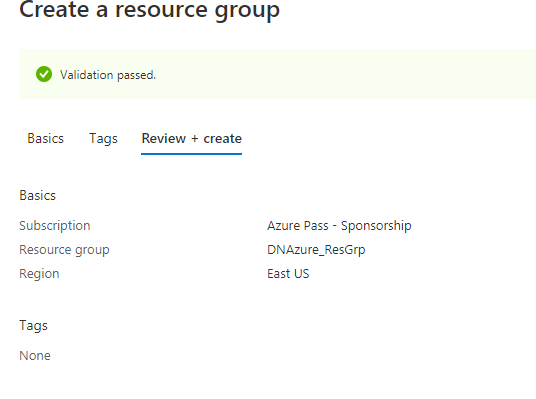 Create a resource group
Validation passed.
Basics Tags Review + create
Basics
Subscription Azure Pass - Sponsorship
Resource group DNAzure_ResGrp
Region East US
Tags
None